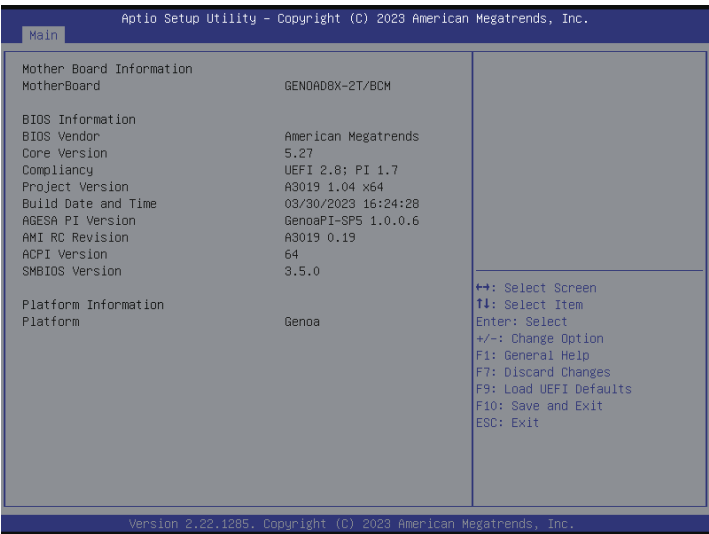 Aptio Setup Utility – Copyright (C) 2023 American Megatrends, Inc.
Main
Mother Board Information
MotherBoard GENOAD8X-2T/BCM
BIOS Information
BIOS Vendor American Megatrends
Core Version 5.27
Compliancy UEFI 2.8; PI 1.7
Project Version A3019 1.04 x64
Build Date and Time 03/30/2023 16:24:28
AGESA PI Version GenoaPI-SP5 1.0.0.6
AMI RC Revision A3019 0.19
ACPI Version 64
SMBIOS Version 3.5.0
Platform Information
Platform Genoa
↔: Select Screen
↑↓: Select Item
Enter: Select
+/-: Change Option
F1: General Help
F7: Discard Changes
F9: Load UEFI Defaults
F10: Save and Exit
ESC: Exit
Version 2.22.1285. Copyright (C) 2023 American Megatrends, Inc.